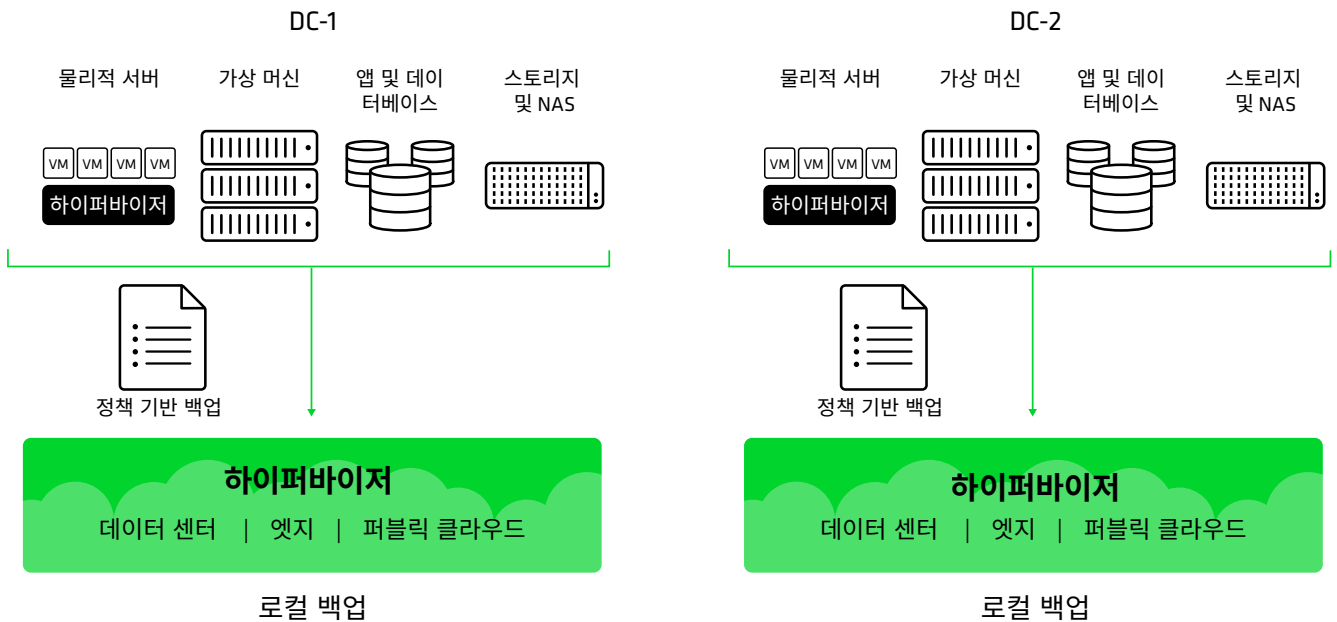 DC-1
물리적 서버
가상 머신
앱 및 데이
터베이스
스토리지
및 NAS
VM VM VM VM
하이퍼바이저
정책 기반 백업
하이퍼바이저
데이터 센터 | 엣지 | 퍼블릭 클라우드
로컬 백업
DC-2
물리적 서버
가상 머신
앱 및 데이
터베이스
스토리지
및 NAS
VM VM VM VM
하이퍼바이저
정책 기반 백업
하이퍼바이저
데이터 센터 | 엣지 | 퍼블릭 클라우드
로컬 백업